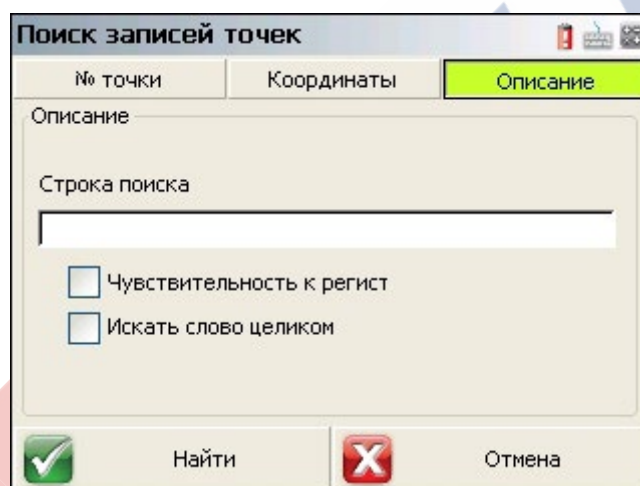 Поиск записей точек
№ точки Координаты Описание
Описание
Строка поиска
Чувствительность к регист
Искать слово целиком
Найти Отмена